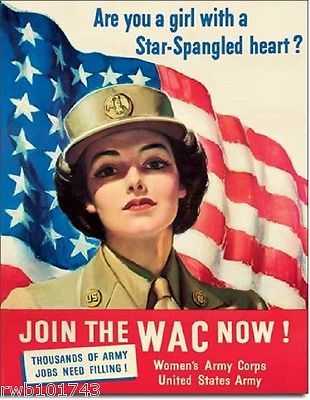 Are you a girl with a
Star-Spangled heart?
JOIN THE WAC NOW!
THOUSANDS OF ARMY
JOBS NEED FILLING!
Women's Army Corps
United States Army
rwb101743